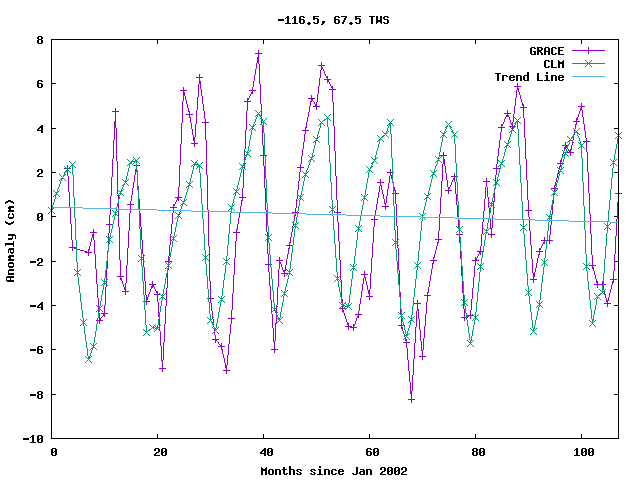 -116.5, 67.5 TWS
GRACE
CLM
Trend Line
8
6
4
2
0
-2
-4
-6
-8
-10
Anomaly (cm)
0 20 40 60 80 100
Months since Jan 2002